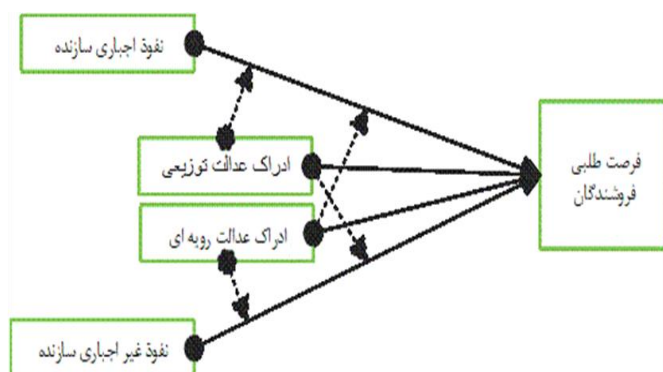 نفوذ اجباری سازنده
ادراک عدالت توزیعی
ادراک عدالت رویه ای
نفوذ غیر اجباری سازنده
فرصت طلبی
فروشندگان